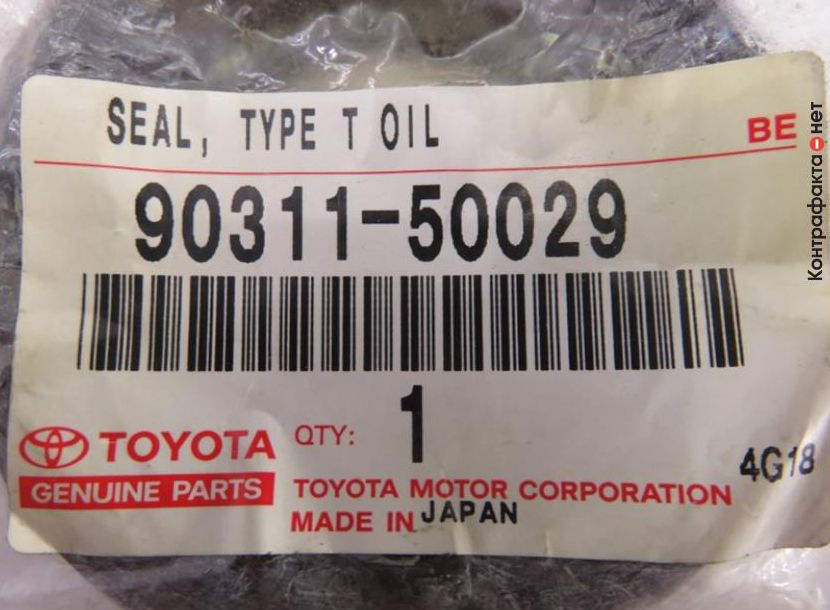 SEAL, TYPE T OIL
BE
90311-50029
QTY: 1
TOYOTA
GENUINE PARTS
TOYOTA MOTOR CORPORATION
4G18
MADE IN JAPAN
Контрафакта нет